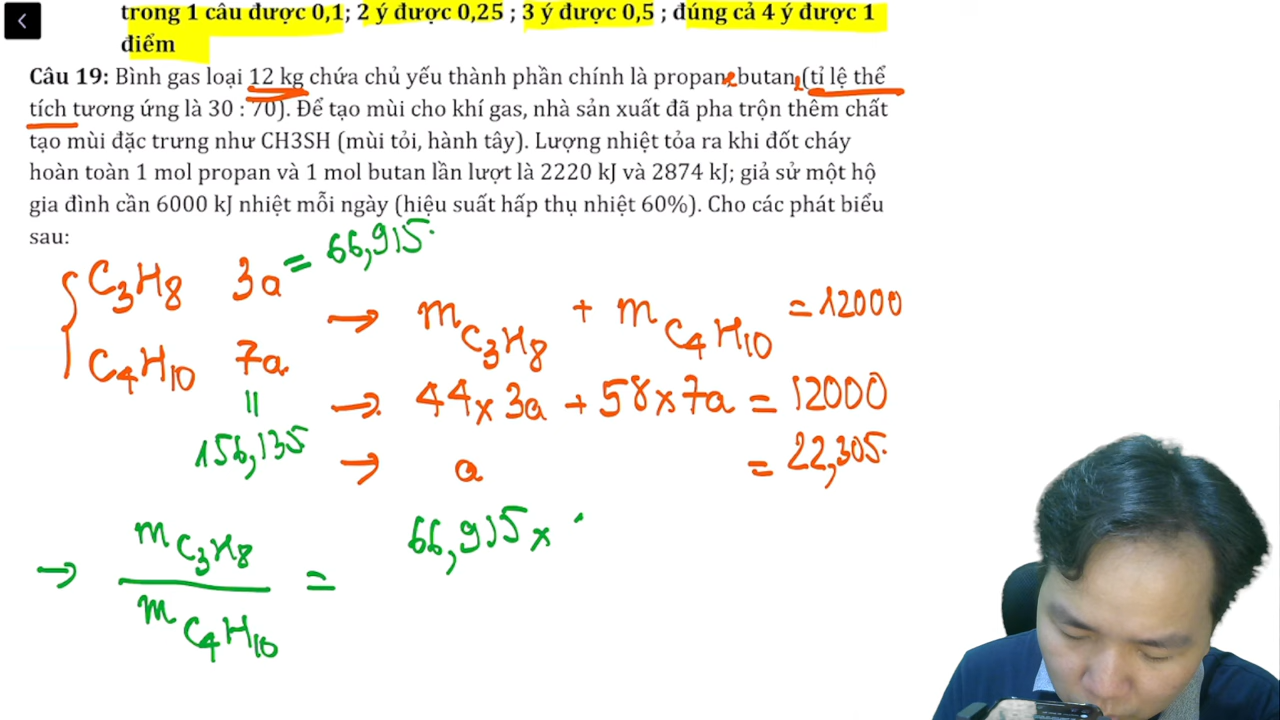 trong 1 câu được 0,1; 2 ý được 0,25 ; 3 ý được 0,5 ; đúng cả 4 ý được 1
điểm
Câu 19: Bình gas loại 12 kg chứa chủ yếu thành phần chính là propan, butan (tỉ lệ thể
tích tương ứng là 30 : 70). Để tạo mùi cho khí gas, nhà sản xuất đã pha trộn thêm chất
tạo mùi đặc trưng như CH3SH (mùi tỏi, hành tây). Lượng nhiệt tỏa ra khi đốt cháy
hoàn toàn 1 mol propan và 1 mol butan lần lượt là 2220 kJ và 2874 kJ; giả sử một hộ
gia đình cần 6000 kJ nhiệt mỗi ngày (hiệu suất hấp thụ nhiệt 60%). Cho các phát biểu
sau:
C3H8 3a = 66,915
→ mC3H8 + mC4H10 = 12000
C4H10 7a
→ 44 x 3a + 58 x 7a = 12000
= 156,135
→ a = 22,305
→ mC3H8 / mC4H10 = 66,915 x